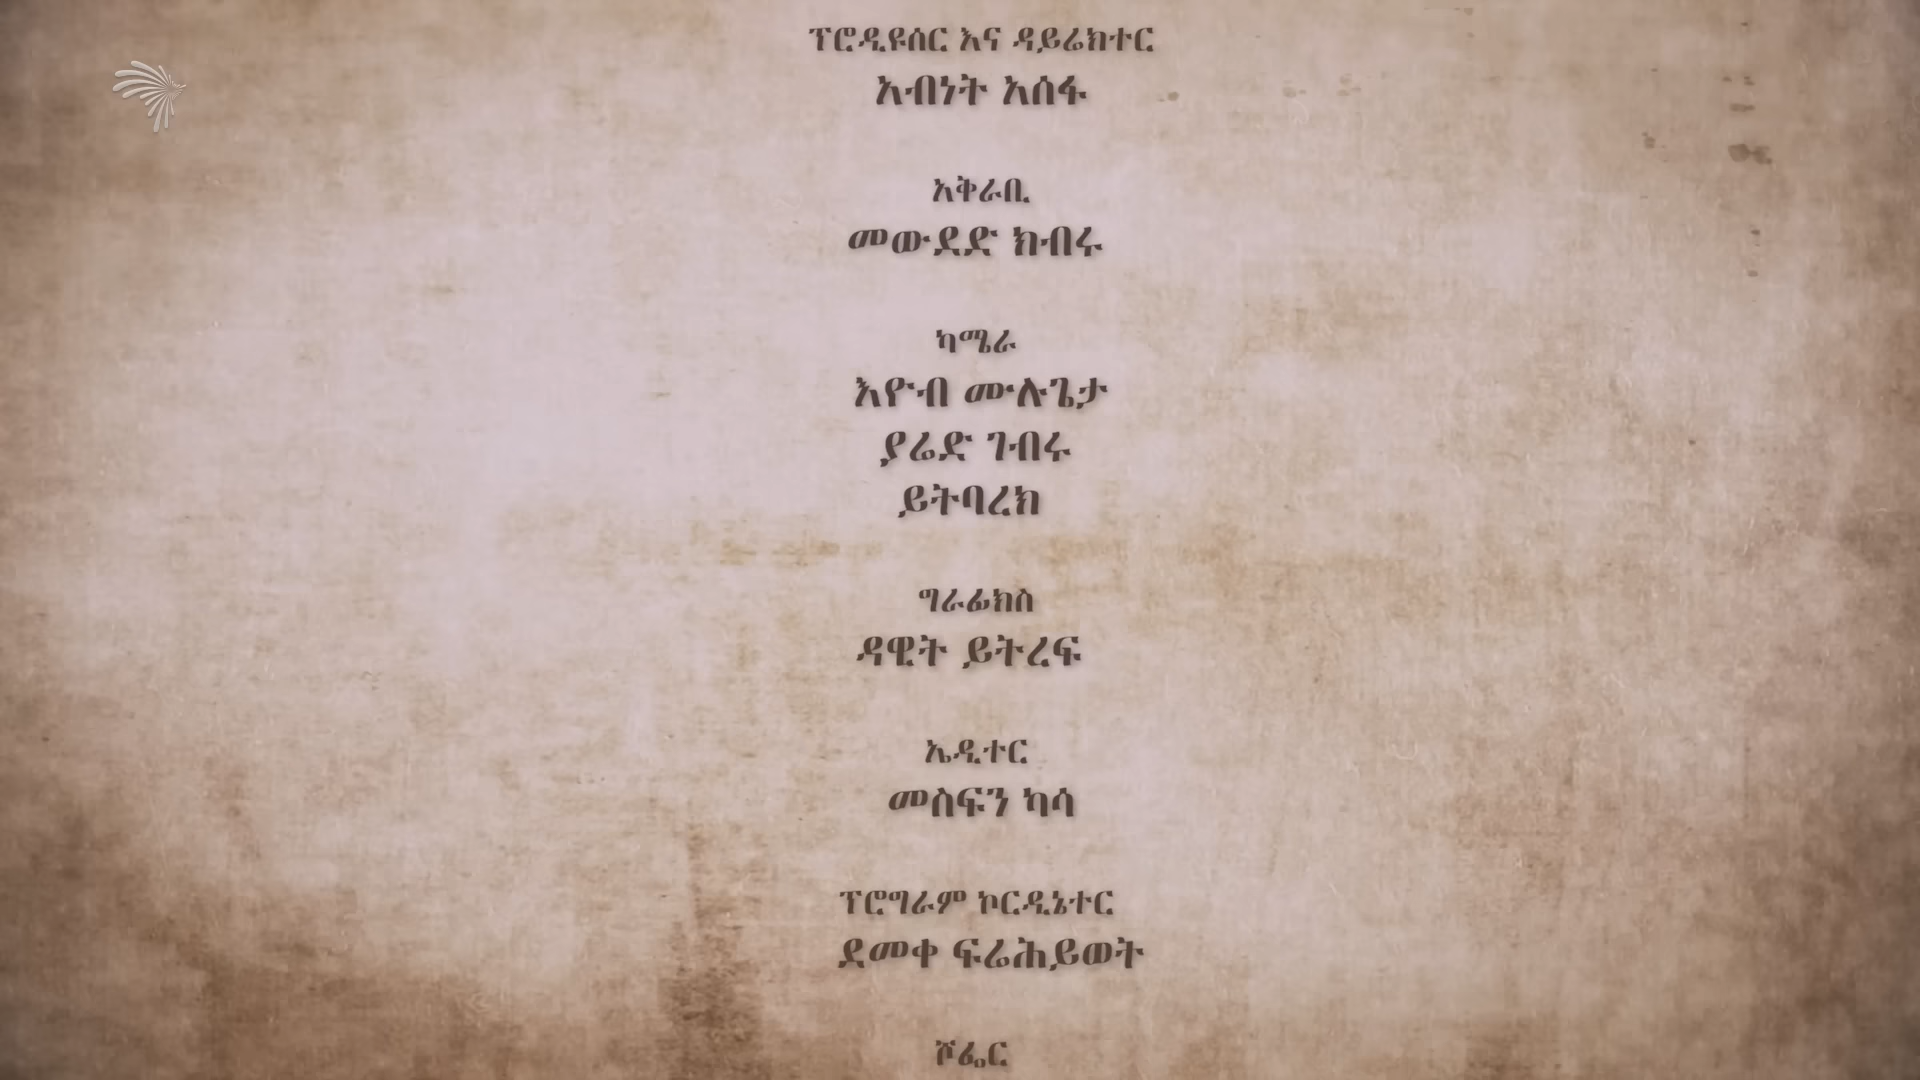 ፕሮዲዩሰር እና ዳይሬክተር
አብነት አሰፋ
አቅራቢ
መውደድ ክብሩ
ካሜራ
እዮብ ሙሉጌታ
ያሬድ ገብሩ
ይትባረክ
ግራፊክስ
ዳዊት ይትረፍ
ኤዲተር
መስፍን ካሳ
ፕሮግራም ኮርዲኔተር
ደመቀ ፍሬሕይወት
ሾፌር